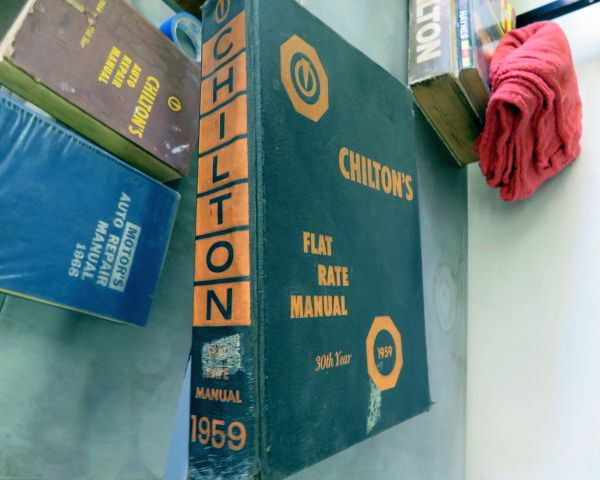 CHILTON'S
AUTO REPAIR
MANUAL
MOTOR'S
AUTO REPAIR
MANUAL
1966
CHILTON
MANUAL
1959
CHILTON'S
FLAT
RATE
MANUAL
30th Year
1959
HAYNES